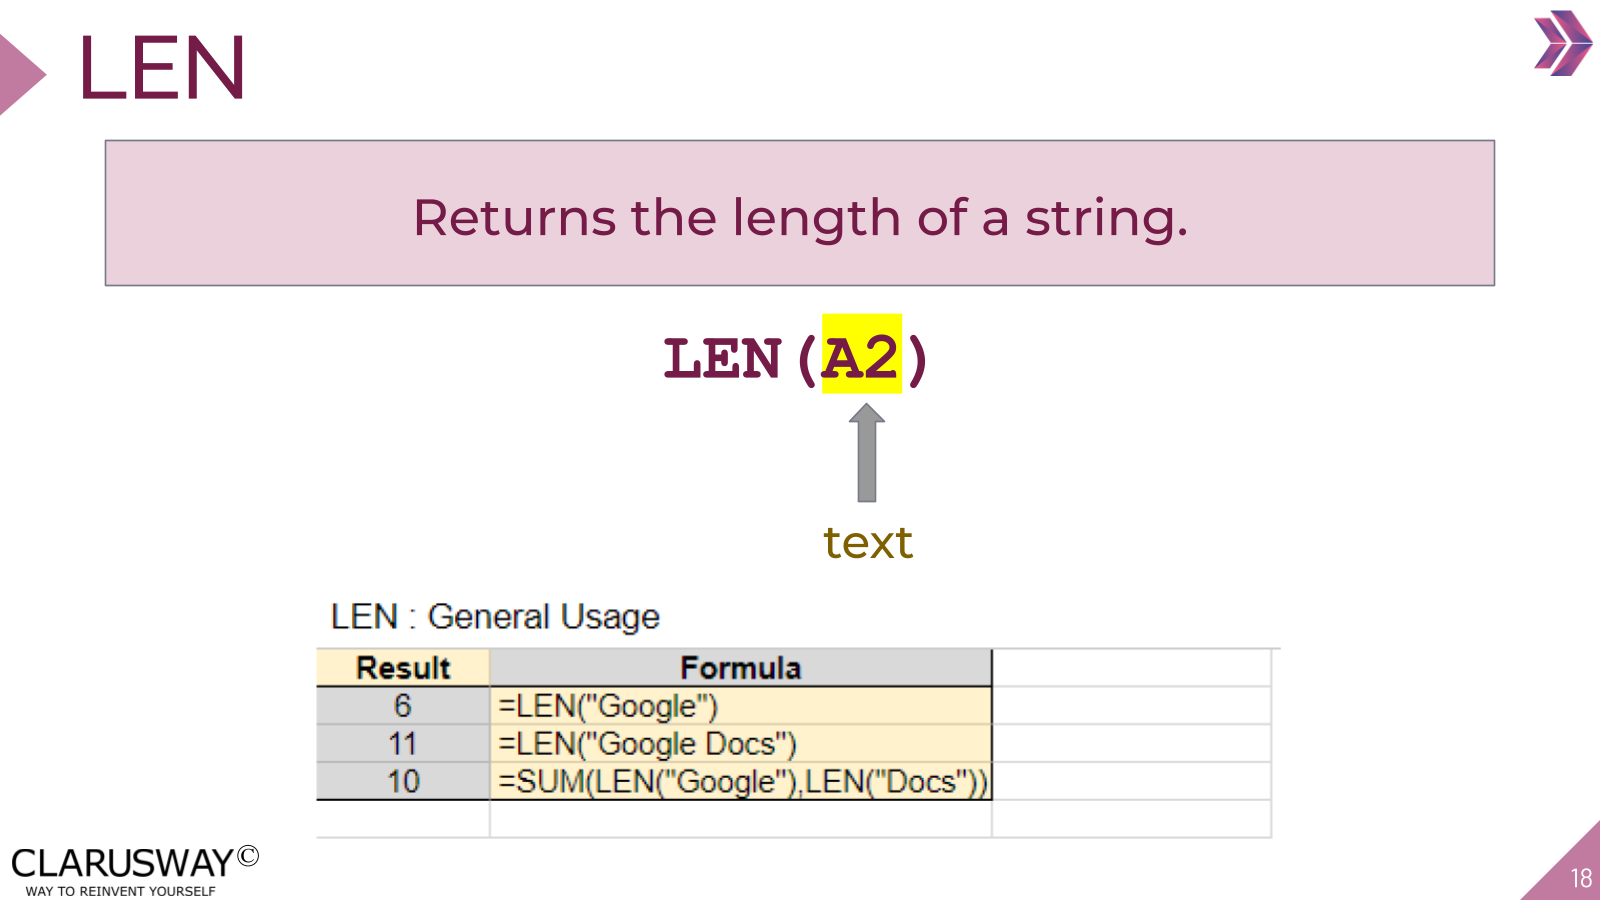 LEN
Returns the length of a string.
LEN(A2)
text
LEN : General Usage
Result Formula
6 =LEN("Google")
11 =LEN("Google Docs")
10 =SUM(LEN("Google"),LEN("Docs"))
CLARUSWAY©
WAY TO REINVENT YOURSELF
18